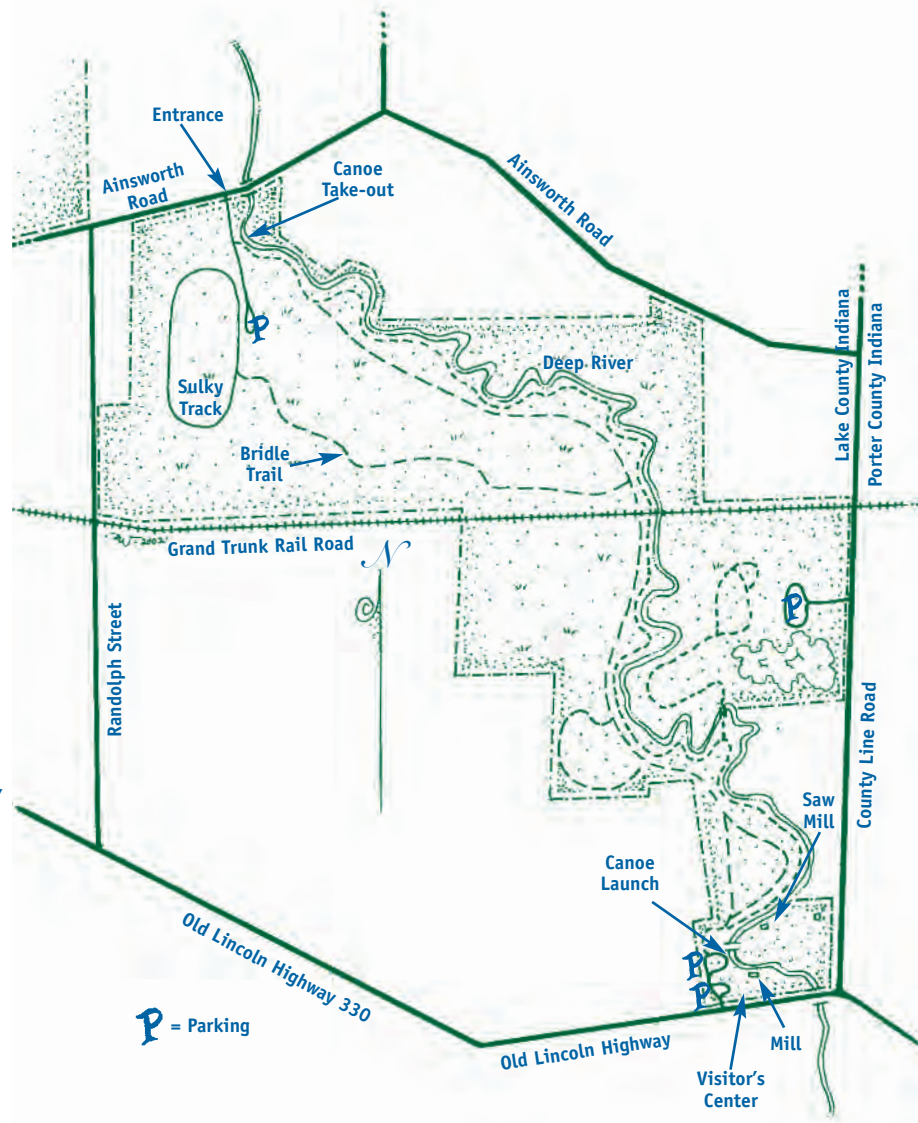 Entrance
Ainsworth
Road
Canoe
Take-out
Ainsworth Road
Lake County Indiana
Porter County Indiana
P
Deep River
Sulky
Track
Bridle
Trail
Grand Trunk Rail Road
N
P
Randolph Street
County Line Road
Saw
Mill
Canoe
Launch
P
P
Old Lincoln Highway 330
P = Parking
Old Lincoln Highway
Mill
Visitor's
Center